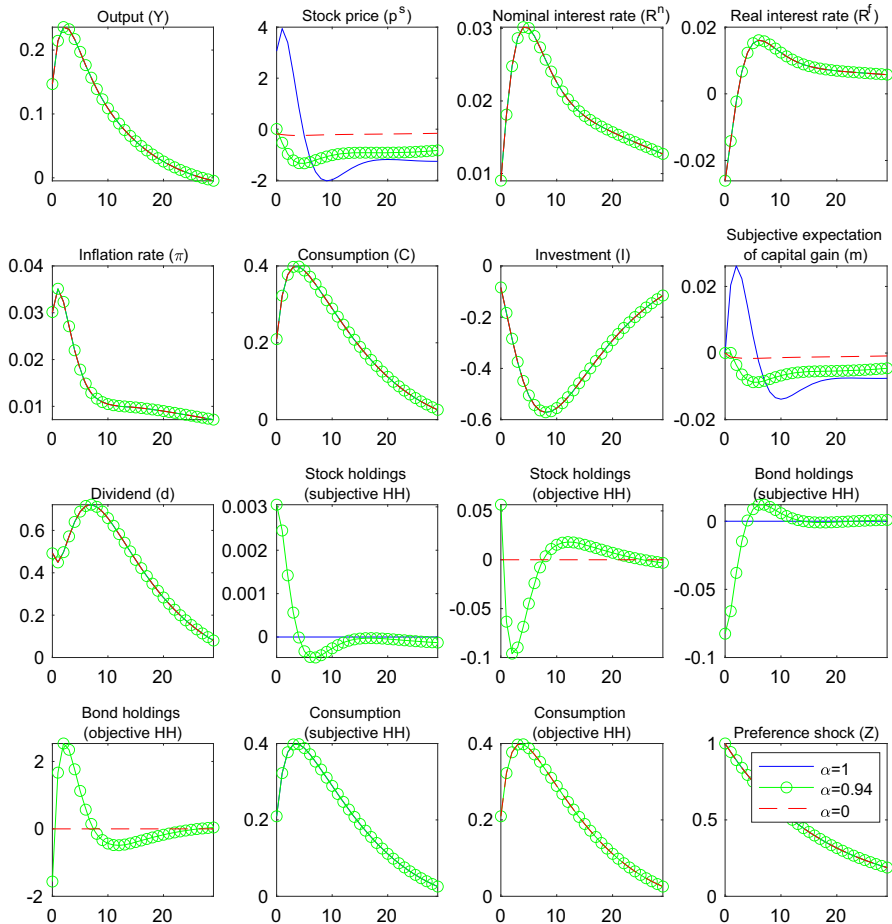 Output (Y)
0.2
0.1
0
0 10 20
Stock price (p^s)
4
2
0
-2
0 10 20
Nominal interest rate (R^n)
0.03
0.02
0.01
0 10 20
Real interest rate (R^f)
0.02
0
-0.02
0 10 20
Inflation rate (π)
0.04
0.03
0.02
0.01
0 10 20
Consumption (C)
0.4
0.2
0
0 10 20
Investment (I)
0
-0.2
-0.4
-0.6
0 10 20
Subjective expectation
of capital gain (m)
0.02
0
-0.02
0 10 20
Dividend (d)
0.6
0.4
0.2
0
0 10 20
Stock holdings
(subjective HH)
0.003
0.002
0.001
0
0 10 20
Stock holdings
(objective HH)
0.05
0
-0.05
-0.1
0 10 20
Bond holdings
(subjective HH)
0
-0.05
-0.1
0 10 20
Bond holdings
(objective HH)
2
0
-2
0 10 20
Consumption
(subjective HH)
0.4
0.2
0
0 10 20
Consumption
(objective HH)
0.4
0.2
0
0 10 20
Preference shock (Z)
1
0.5
0
0 10 20
α=1
α=0.94
α=0